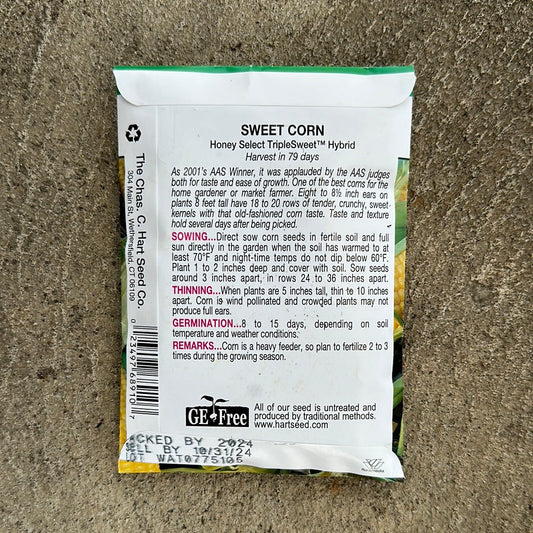 SWEET CORN
Honey Select TripleSweet™ Hybrid
Harvest in 79 days
As 2001's AAS Winner, it was applauded by the AAS judges
both for taste and ease of growth. One of the best corns for the
home gardener or market farmer. Eight to 8½ inch ears on
plants 8 feet tall have 18 to 20 rows of tender, crunchy, sweet
kernels with that old-fashioned corn taste. Taste and texture
hold several days after being picked.
SOWING...Direct sow corn seeds in fertile soil and full
sun directly in the garden when the soil has warmed to at
least 70°F and night-time temps do not dip below 60°F.
Plant 1 to 2 inches deep and cover with soil. Sow seeds
around 3 inches apart, in rows 24 to 36 inches apart.
THINNING...When plants are 5 inches tall, thin to 10 inches
apart. Corn is wind pollinated and crowded plants may not
produce full ears.
GERMINATION...8 to 15 days, depending on soil
temperature and weather conditions.
REMARKS...Corn is a heavy feeder, so plan to fertilize 2 to 3
times during the growing season.
GE Free
All of our seed is untreated and
produced by traditional methods.
www.hartseed.com
The Chas. C. Hart Seed Co.
304 Main St, Wethersfield, CT 06109
0 23497 68910 7
ACKED BY 2024
ELL BY 10/31/24
OT WAT0775106